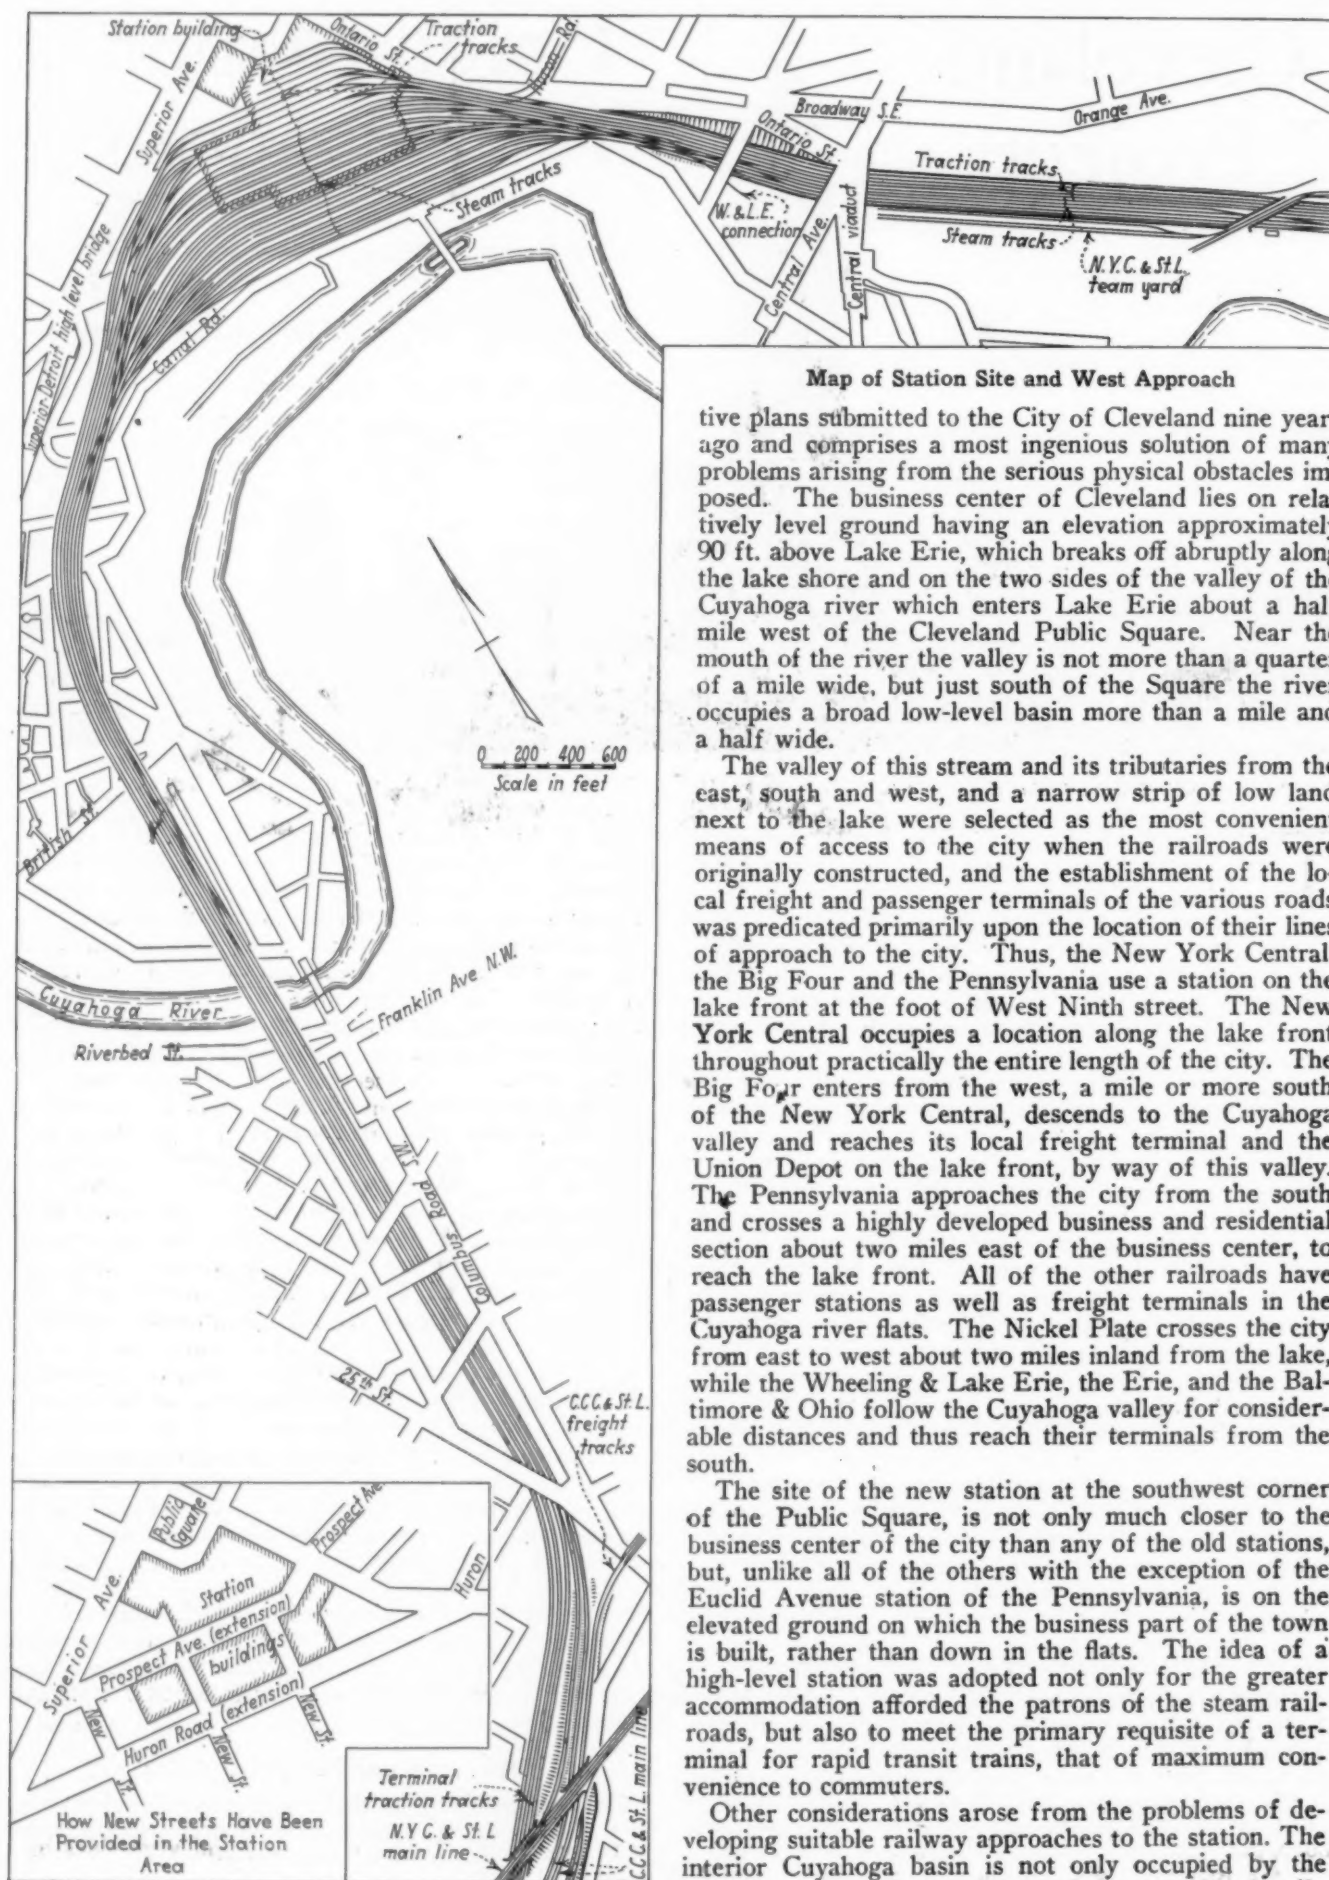 Station building
Ontario St.
Traction
tracks
Huron Rd.
Superior Ave.
Broadway S.E.
Orange Ave.
Ontario St.
Traction tracks
Steam tracks
W. & L.E.
connection
Steam tracks
N.Y.C. & St. L.
team yard
Central Ave.
Central viaduct
Superior-Detroit high level bridge
Canal Rd.
0 200 400 600
Scale in feet
British St.
Cuyahoga River
Franklin Ave N.W.
Riverbed St.
Columbus Road S.W.
25th St.
C.C.C. & St. L.
freight
tracks
Public
Square
Prospect Ave
Huron
Superior Ave.
Station
Prospect Ave. (extension)
buildings
Huron Road (extension)
New St.
New St.
New St.
How New Streets Have Been
Provided in the Station
Area
Terminal
traction tracks
N.Y C. & St. L
main line
C.C.C. & St. L. main line
Map of Station Site and West Approach
tive plans submitted to the City of Cleveland nine year
ago and comprises a most ingenious solution of many
problems arising from the serious physical obstacles im
posed. The business center of Cleveland lies on rela
tively level ground having an elevation approximatel
90 ft. above Lake Erie, which breaks off abruptly along
the lake shore and on the two sides of the valley of th
Cuyahoga river which enters Lake Erie about a hal
mile west of the Cleveland Public Square. Near th
mouth of the river the valley is not more than a quarte
of a mile wide, but just south of the Square the rive
occupies a broad low-level basin more than a mile and
a half wide.
The valley of this stream and its tributaries from the
east, south and west, and a narrow strip of low land
next to the lake were selected as the most convenient
means of access to the city when the railroads were
originally constructed, and the establishment of the lo-
cal freight and passenger terminals of the various roads
was predicated primarily upon the location of their lines
of approach to the city. Thus, the New York Central
the Big Four and the Pennsylvania use a station on the
lake front at the foot of West Ninth street. The New
York Central occupies a location along the lake front
throughout practically the entire length of the city. The
Big Four enters from the west, a mile or more south
of the New York Central, descends to the Cuyahoga
valley and reaches its local freight terminal and the
Union Depot on the lake front, by way of this valley.
The Pennsylvania approaches the city from the south
and crosses a highly developed business and residential
section about two miles east of the business center, to
reach the lake front. All of the other railroads have
passenger stations as well as freight terminals in the
Cuyahoga river flats. The Nickel Plate crosses the city
from east to west about two miles inland from the lake,
while the Wheeling & Lake Erie, the Erie, and the Bal-
timore & Ohio follow the Cuyahoga valley for consider-
able distances and thus reach their terminals from the
south.
The site of the new station at the southwest corner
of the Public Square, is not only much closer to the
business center of the city than any of the old stations,
but, unlike all of the others with the exception of the
Euclid Avenue station of the Pennsylvania, is on the
elevated ground on which the business part of the town
is built, rather than down in the flats. The idea of a
high-level station was adopted not only for the greater
accommodation afforded the patrons of the steam rail-
roads, but also to meet the primary requisite of a ter-
minal for rapid transit trains, that of maximum con-
venience to commuters.
Other considerations arose from the problems of de-
veloping suitable railway approaches to the station. The
interior Cuyahoga basin is not only occupied by the